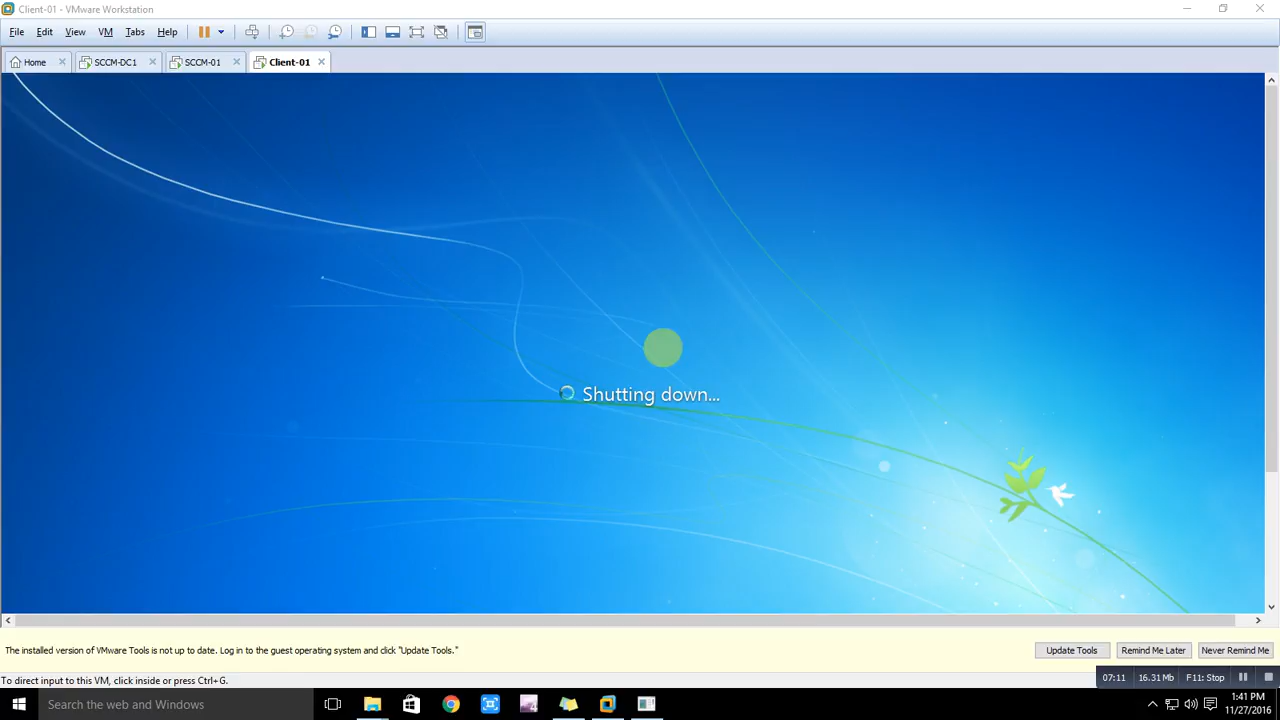 Client-01 - VMware Workstation
File Edit View VM Tabs Help
Home SCCM-DC1 SCCM-01 Client-01
Shutting down...
The installed version of VMware Tools is not up to date. Log in to the guest operating system and click "Update Tools."
Update Tools Remind Me Later Never Remind Me
To direct input to this VM, click inside or press Ctrl+G.
07:11 16.31 Mb F11: Stop
Search the web and Windows
1:41 PM
11/27/2016